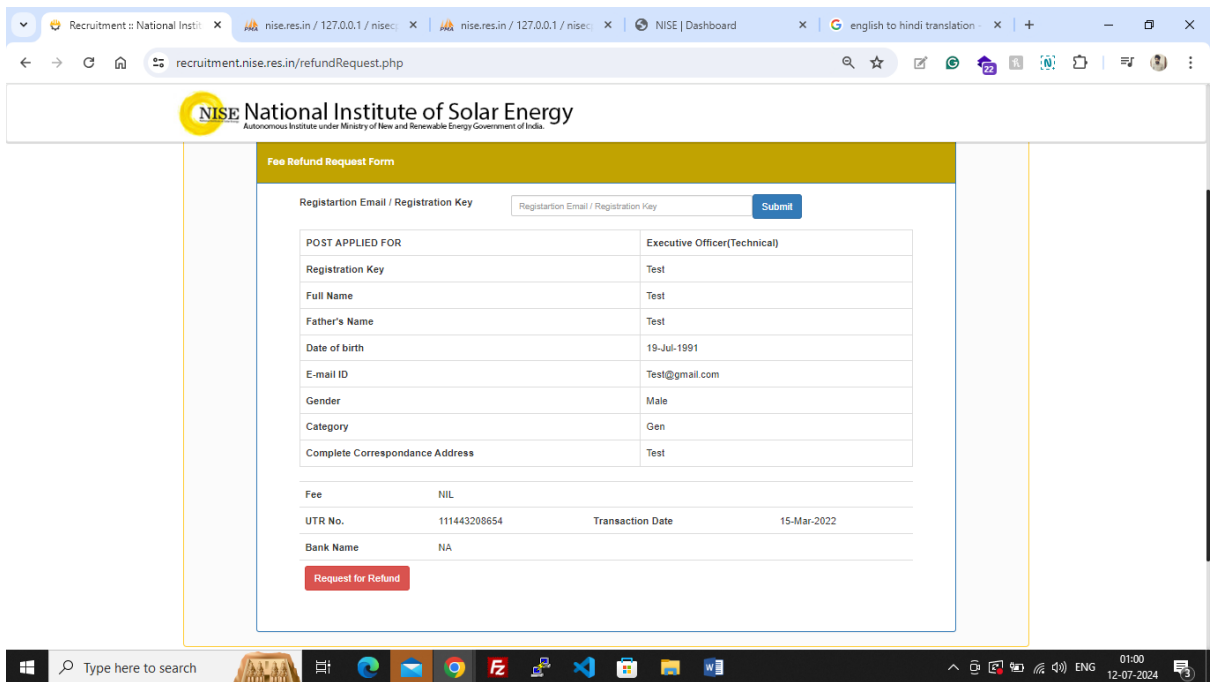 Recruitment :: National Instit
nise.res.in / 127.0.0.1 / nisec
nise.res.in / 127.0.0.1 / nisec
NISE | Dashboard
english to hindi translation -
recruitment.nise.res.in/refundRequest.php
22
NISE National Institute of Solar Energy
Autonomous Institute under Ministry of New and Renewable Energy Government of India.
Fee Refund Request Form
Registartion Email / Registration Key Registartion Email / Registration Key Submit
POST APPLIED FOR Executive Officer(Technical)
Registration Key Test
Full Name Test
Father's Name Test
Date of birth 19-Jul-1991
E-mail ID Test@gmail.com
Gender Male
Category Gen
Complete Correspondance Address Test
Fee NIL
UTR No. 111443208654 Transaction Date 15-Mar-2022
Bank Name NA
Request for Refund
Type here to search
ENG
01:00
12-07-2024
3